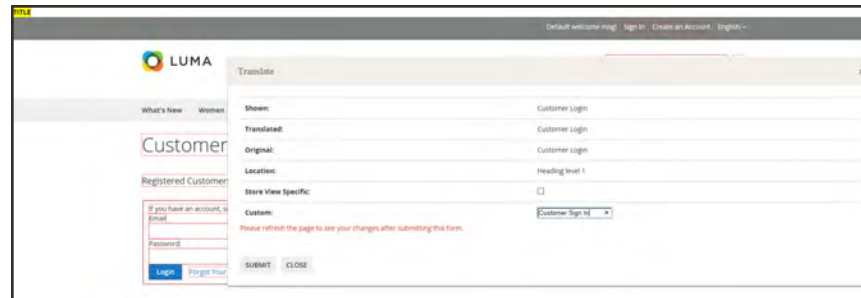 TITLE
Default welcome msg! Sign In Create an Account English
LUMA
Translate
What's New Women
Shown: Customer Login
Translated: Customer Login
Original: Customer Login
Location: Heading level 1
Store View Specific:
Custom: Customer Sign In
Please refresh the page to see your changes after submitting this form.
SUBMIT CLOSE
Customer
Registered Customer
If you have an account, s
Email
Password
Login Forgot Your